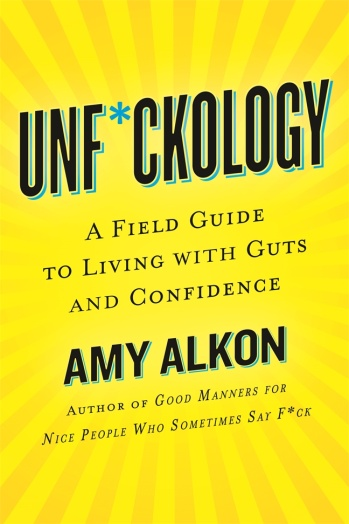 UNF*CKOLOGY
A FIELD GUIDE
TO LIVING WITH GUTS
AND CONFIDENCE
AMY ALKON
AUTHOR OF GOOD MANNERS FOR
NICE PEOPLE WHO SOMETIMES SAY F*CK